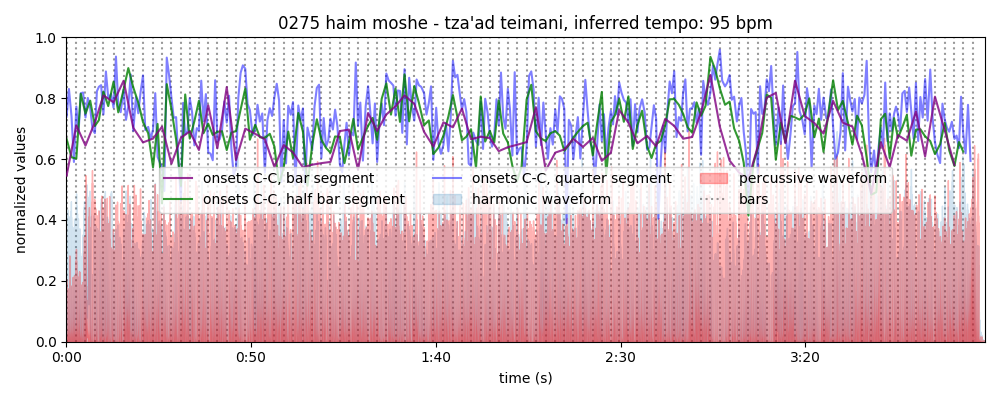 0275 haim moshe - tza'ad teimani, inferred tempo: 95 bpm
1.0
0.8
0.6
0.4
0.2
0.0
normalized values
onsets C-C, bar segment
onsets C-C, half bar segment
onsets C-C, quarter segment
harmonic waveform
percussive waveform
bars
0:00 0:50 1:40 2:30 3:20
time (s)